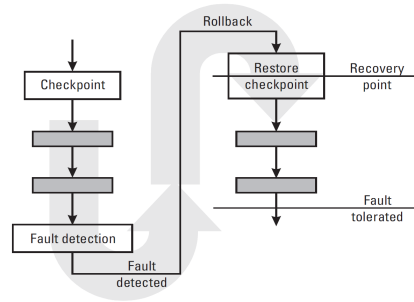 Rollback
Checkpoint
Restore
checkpoint
Recovery
point
Fault detection
Fault
detected
Fault
tolerated